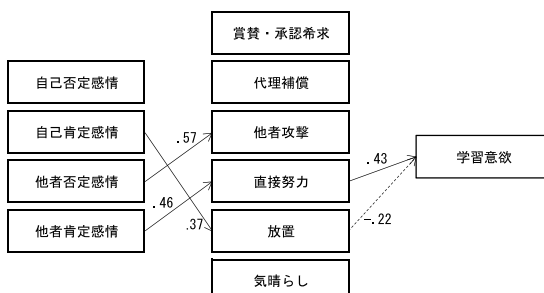 賞賛・承認希求
自己否定感情
代理補償
自己肯定感情
他者攻撃
.57
.43
学習意欲
他者否定感情
直接努力
.46
.37
-.22
他者肯定感情
放置
気晴らし